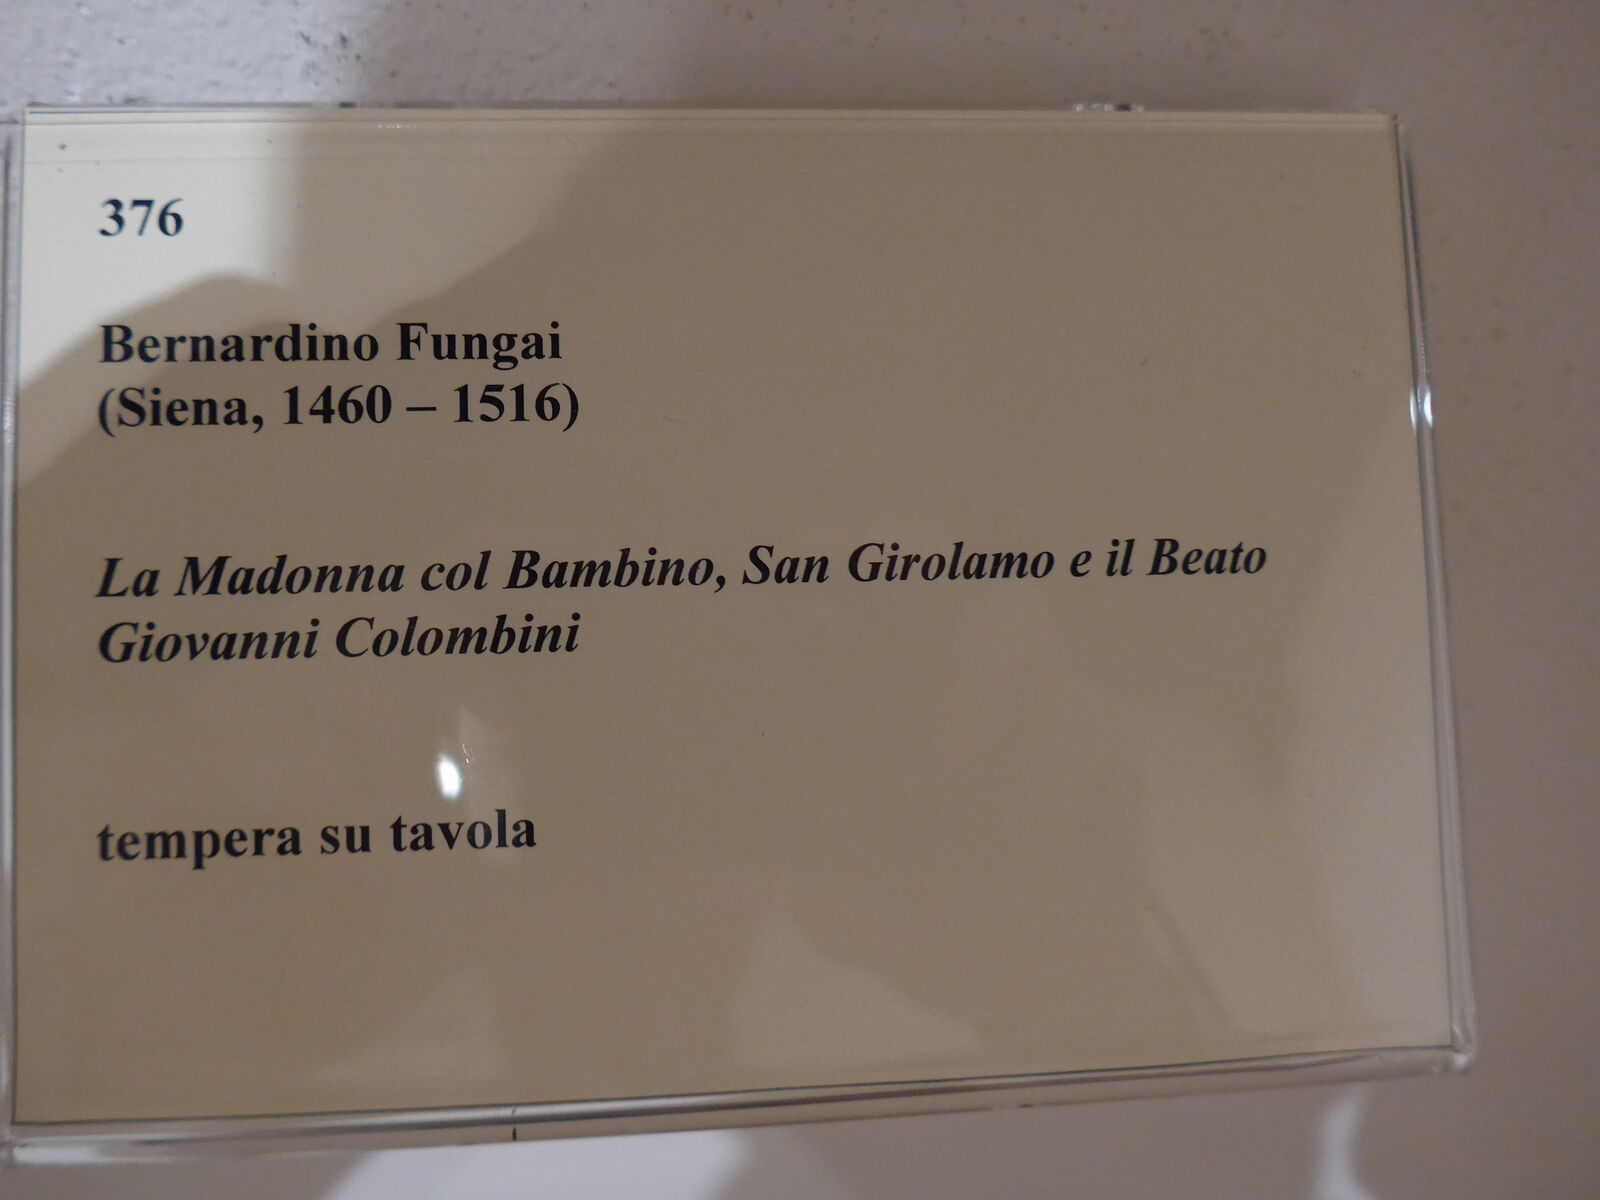 376
Bernardino Fungai
(Siena, 1460 – 1516)
La Madonna col Bambino, San Girolamo e il Beato
Giovanni Colombini
tempera su tavola